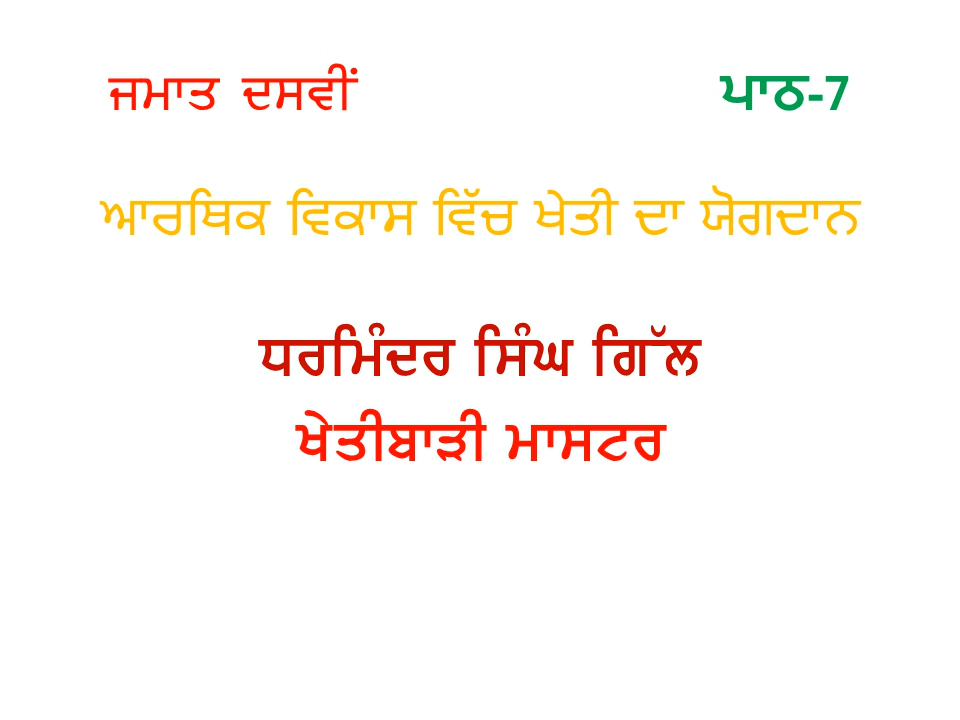 ਜਮਾਤ ਦਸਵੀਂ ਪਾਠ-7
ਆਰਥਿਕ ਵਿਕਾਸ ਵਿੱਚ ਖੇਤੀ ਦਾ ਯੋਗਦਾਨ
ਧਰਮਿੰਦਰ ਸਿੰਘ ਗਿੱਲ
ਖੇਤੀਬਾੜੀ ਮਾਸਟਰ